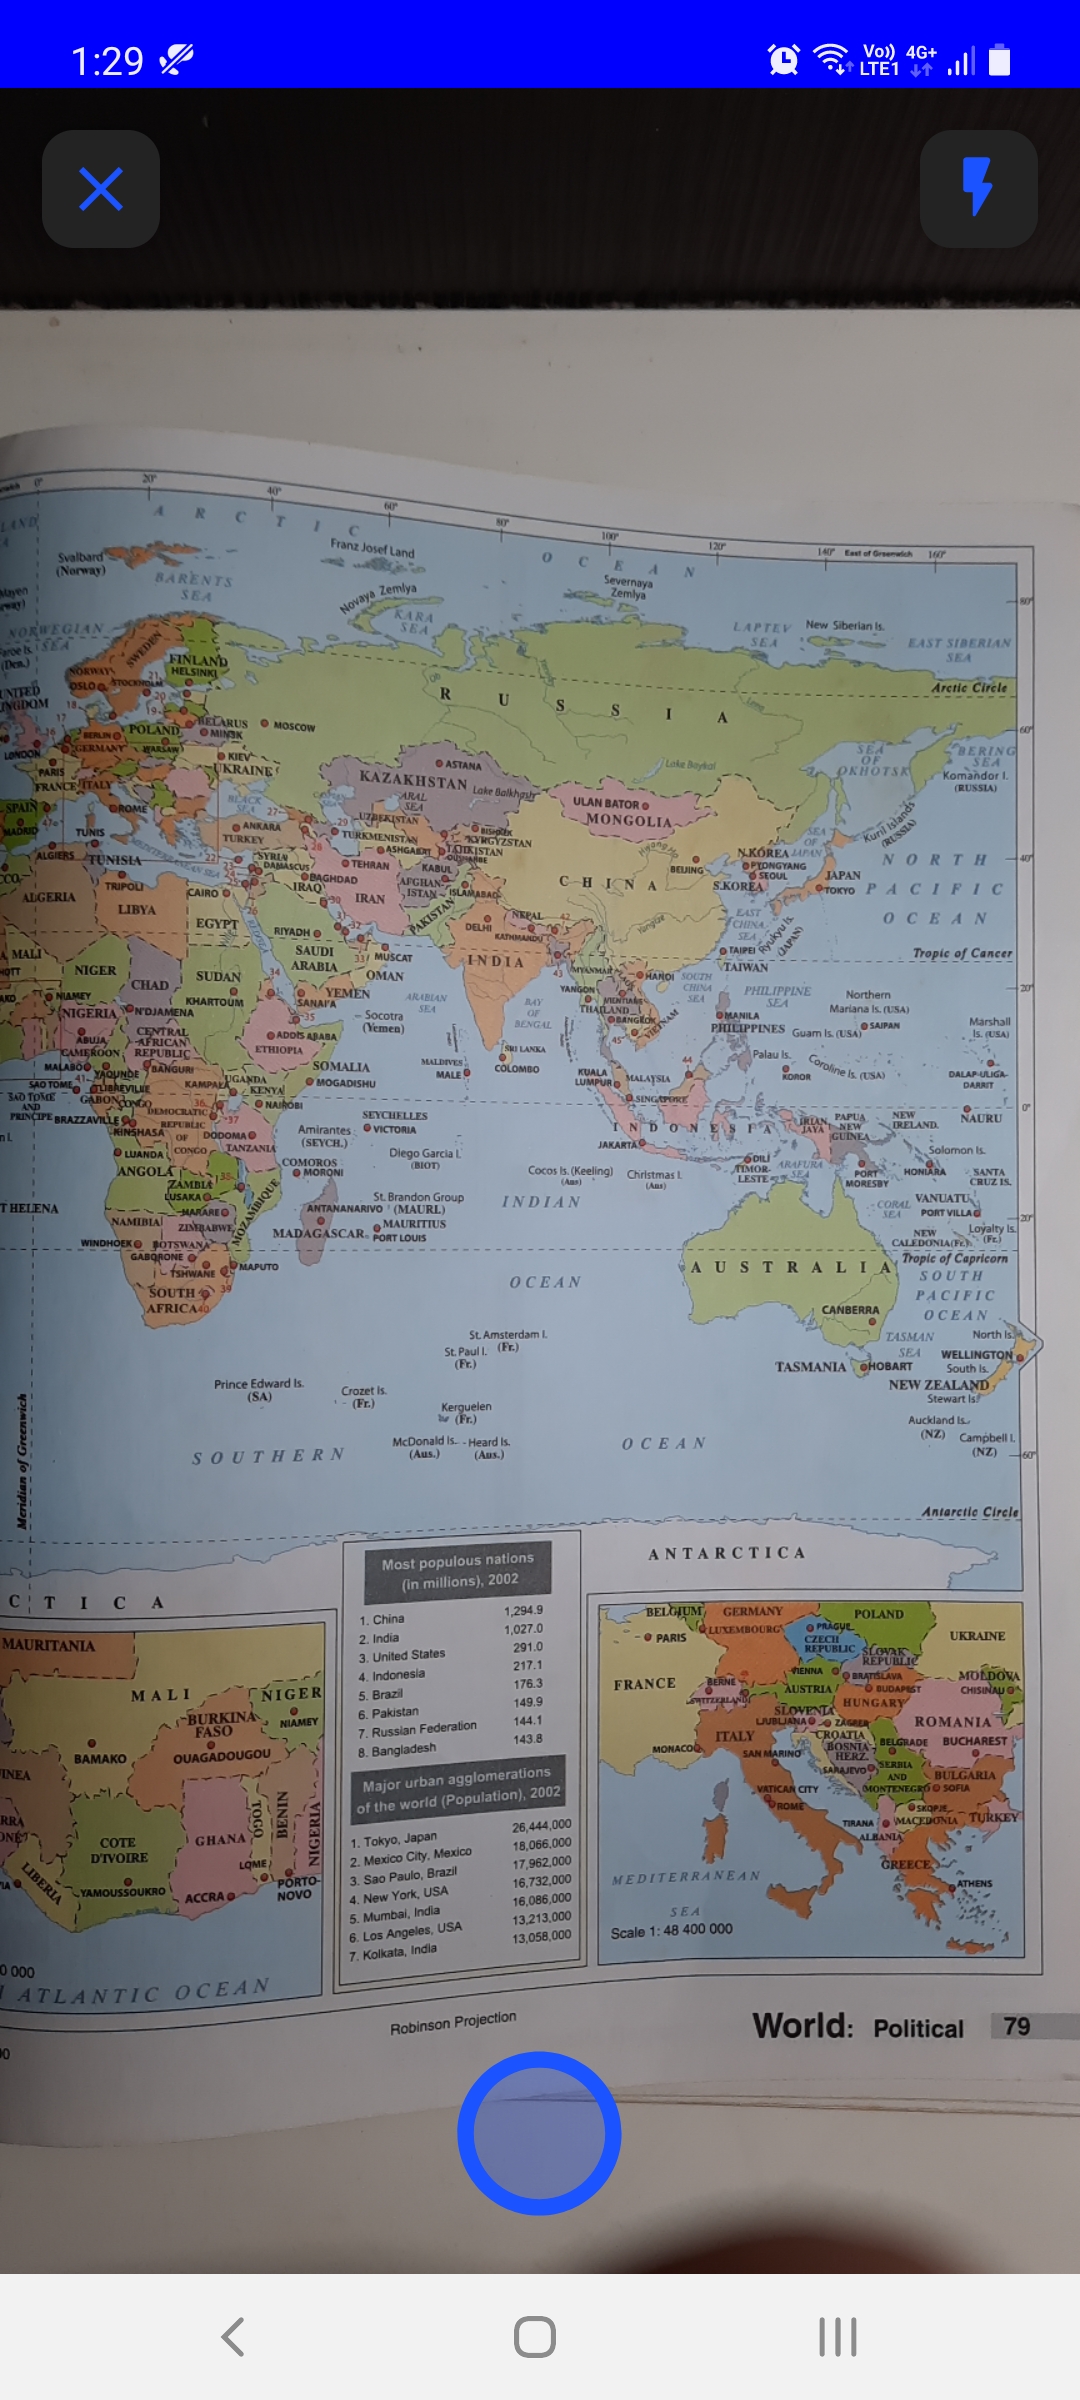 1:29
Vo)) LTE1 4G+
0° 20° 40° 60° 80° 100° 120° 140° East of Greenwich 160°
ARCTIC OCEAN
Svalbard
(Norway)
Franz Josef Land
BARENTS
SEA
Novaya Zemlya
KARA
SEA
Severnaya
Zemlya
LAPTEV
SEA
New Siberian Is.
EAST SIBERIAN
SEA
80°
NORWEGIAN
SEA
SWEDEN
FINLAND
HELSINKI
NORWAY
OSLO
STOCKHOLM
RUSSIA
Arctic Circle
60°
UNITED
KINGDOM
LONDON
BELARUS
MINSK
MOSCOW
BERLIN
POLAND
GERMANY
WARSAW
KIEV
UKRAINE
PARIS
FRANCE
ITALY
SPAIN
MADRID
ROME
BLACK
SEA
ASTANA
KAZAKHSTAN
Lake Balkhash
ARAL
SEA
Lake Baykal
SEA
OF
OKHOTSK
BERING
SEA
Komandor I.
(RUSSIA)
Kuril Islands
(RUSSIA)
ULAN BATOR
MONGOLIA
UZBEKISTAN
BISHKEK
KYRGYZSTAN
TURKMENISTAN
ASHGABAT
ANKARA
TURKEY
TUNIS
ALGIERS
TUNISIA
SYRIA
DAMASCUS
TEHRAN
KABUL
BAGHDAD
IRAQ
IRAN
AFGHAN-
ISTAN
ISLAMABAD
PAKISTAN
CHINA
Hwang Ho
Yangtze
BEIJING
N.KOREA
PYONGYANG
SEOUL
S.KOREA
SEA
OF
JAPAN
JAPAN
TOKYO
NORTH
PACIFIC
OCEAN
40°
ALGERIA
TRIPOLI
LIBYA
CAIRO
EGYPT
RIYADH
SAUDI
ARABIA
MUSCAT
OMAN
DELHI
NEPAL
KATHMANDU
INDIA
EAST
CHINA
SEA
Ryukyu Is.
(JAPAN)
TAIPEI
TAIWAN
Tropic of Cancer
MALI
NIGER
CHAD
SUDAN
KHARTOUM
YEMEN
SANA'A
ARABIAN
SEA
Socotra
(Yemen)
BAY
OF
BENGAL
MYANMAR
YANGON
HANOI
VIENTIANE
THAILAND
BANGKOK
VIETNAM
SOUTH
CHINA
SEA
PHILIPPINE
SEA
MANILA
PHILIPPINES
Northern
Mariana Is. (USA)
SAIPAN
Guam Is. (USA)
Marshall
Is. (USA)
20°
NIAMEY
NIGERIA
N'DJAMENA
ABUJA
CENTRAL
AFRICAN
REPUBLIC
CAMEROON
ADDIS ABABA
ETHIOPIA
SOMALIA
MOGADISHU
MALDIVES
MALE
SRI LANKA
COLOMBO
KUALA
LUMPUR
MALAYSIA
SINGAPORE
Palau Is.
KOROR
Caroline Is. (USA)
DALAP-ULIGA-
DARRIT
MALABO
YAOUNDE
BANGURI
SAO TOME
LIBREVILLE
SAO TOME
AND
PRINCIPE
GABON
CONGO
BRAZZAVILLE
KINSHASA
DEMOCRATIC
REPUBLIC
OF
CONGO
KAMPALA
UGANDA
KENYA
NAIROBI
DODOMA
TANZANIA
SEYCHELLES
VICTORIA
Amirantes
(SEYCH.)
Diego Garcia I.
(BIOT)
INDONESIA
JAKARTA
IRIAN
JAYA
PAPUA
NEW
GUINEA
NEW
IRELAND
NAURU
0°
LUANDA
ANGOLA
ZAMBIA
LUSAKA
COMOROS
MORONI
Cocos Is. (Keeling)
(Aus)
Christmas I.
(Aus)
DILI
TIMOR-
LESTE
ARAFURA
SEA
PORT
MORESBY
HONIARA
Solomon Is.
SANTA
CRUZ IS.
T HELENA
HARARE
ZIMBABWE
MOZAMBIQUE
NAMIBIA
WINDHOEK
BOTSWANA
GABORONE
TSHWANE
MAPUTO
SOUTH
AFRICA
ANTANANARIVO
MADAGASCAR
St. Brandon Group
(MAURL)
MAURITIUS
PORT LOUIS
INDIAN
OCEAN
CORAL
SEA
VANUATU
PORT VILLA
NEW
CALEDONIA(Fr.)
Loyalty Is.
(Fr.)
20°
Tropic of Capricorn
AUSTRALIA
CANBERRA
SOUTH
PACIFIC
OCEAN
TASMAN
SEA
TASMANIA
HOBART
North Is.
WELLINGTON
South Is.
NEW ZEALAND
Stewart Is.
Auckland Is.
(NZ)
Campbell I.
(NZ)
60°
St. Amsterdam I.
(Fr.)
St. Paul I.
(Fr.)
Prince Edward Is.
(SA)
Crozet Is.
(Fr.)
Kerguelen
(Fr.)
McDonald Is.
(Aus.)
Heard Is.
(Aus.)
SOUTHERN OCEAN
Meridian of Greenwich
Antarctic Circle
ANTARCTICA
CTICA
Most populous nations
(in millions), 2002
1. China 1,294.9
2. India 1,027.0
3. United States 291.0
4. Indonesia 217.1
5. Brazil 176.3
6. Pakistan 149.9
7. Russian Federation 144.1
8. Bangladesh 143.8
Major urban agglomerations
of the world (Population), 2002
1. Tokyo, Japan 26,444,000
2. Mexico City, Mexico 18,066,000
3. Sao Paulo, Brazil 17,962,000
4. New York, USA 16,732,000
5. Mumbai, India 16,086,000
6. Los Angeles, USA 13,213,000
7. Kolkata, India 13,058,000
MAURITANIA
MALI
NIGER
BURKINA
FASO
NIAMEY
BAMAKO
OUAGADOUGOU
COTE
D'IVOIRE
GHANA
TOGO
BENIN
NIGERIA
LIBERIA
YAMOUSSOUKRO
ACCRA
LOME
PORTO-
NOVO
ATLANTIC OCEAN
BELGIUM
GERMANY
POLAND
LUXEMBOURG
PARIS
PRAGUE
CZECH
REPUBLIC
SLOVAK
REPUBLIC
UKRAINE
FRANCE
BERNE
SWITZERLAND
VIENNA
AUSTRIA
BRATISLAVA
BUDAPEST
HUNGARY
MOLDOVA
CHISINAU
SLOVENIA
LJUBLJANA
ZAGREB
CROATIA
ROMANIA
BUCHAREST
ITALY
MONACO
SAN MARINO
BOSNIA
HERZ.
SARAJEVO
BELGRADE
SERBIA
AND
MONTENEGRO
BULGARIA
SOFIA
VATICAN CITY
ROME
SKOPJE
MACEDONIA
TIRANA
ALBANIA
TURKEY
GREECE
ATHENS
MEDITERRANEAN
SEA
Scale 1: 48 400 000
Robinson Projection
World: Political 79